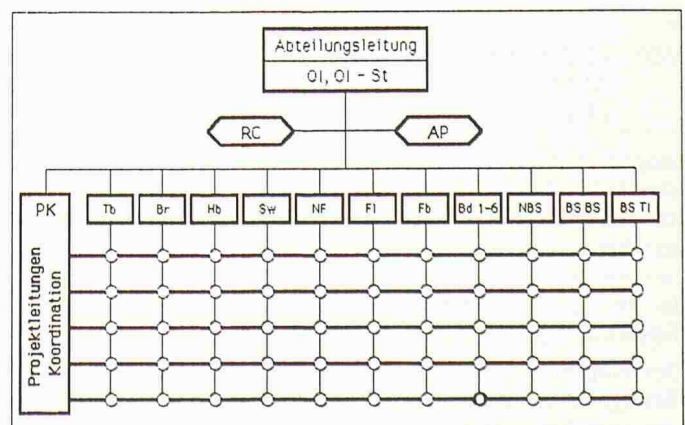 Abteilungsleitung
OI, OI - St
RC
AP
PK
Tb
Br
Hb
Sw
NF
Fl
Fb
Bd 1-6
NBS
BS BS
BS TI
Projektleitungen
Koordination